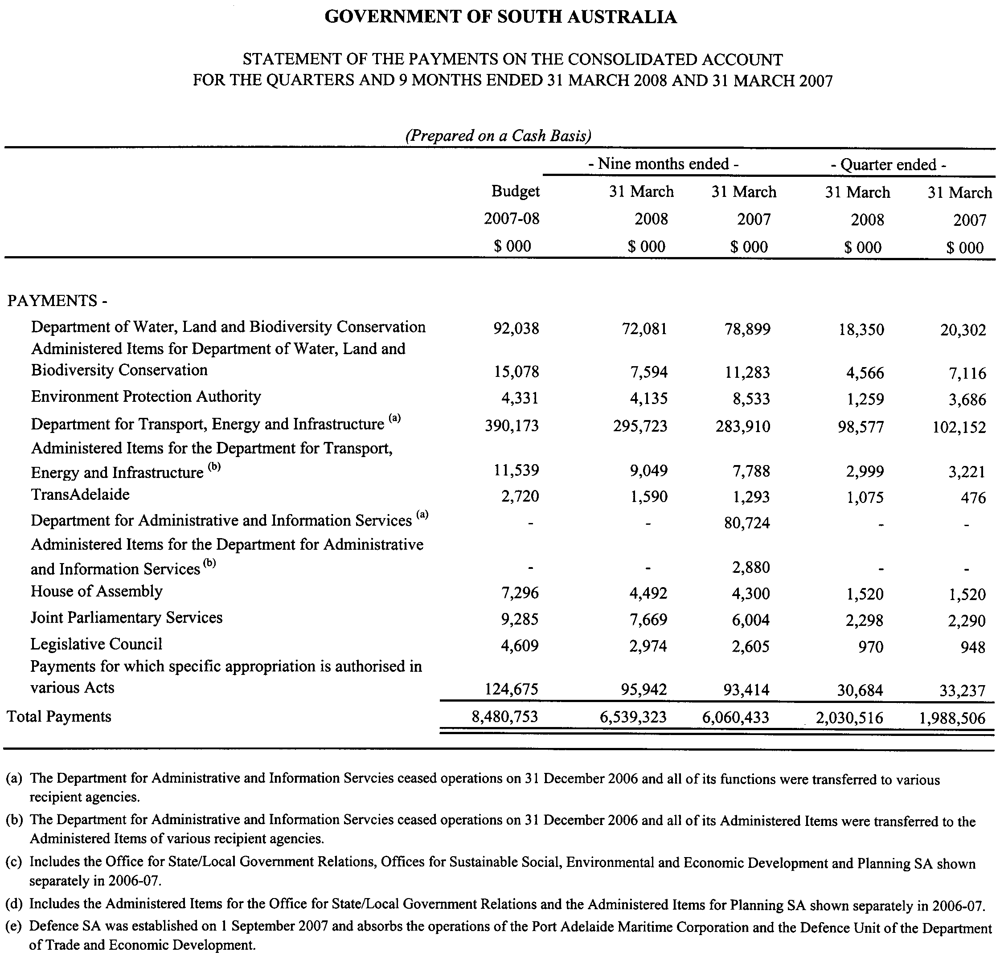 GOVERNMENT OF SOUTH AUSTRALIA
STATEMENT OF THE PAYMENTS ON THE CONSOLIDATED ACCOUNT
FOR THE QUARTERS AND 9 MONTHS ENDED 31 MARCH 2008 AND 31 MARCH 2007
(Prepared on a Cash Basis)
- Nine months ended - - Quarter ended -
Budget 31 March 31 March 31 March 31 March
2007-08 2008 2007 2008 2007
$ 000 $ 000 $ 000 $ 000 $ 000
PAYMENTS -
Department of Water, Land and Biodiversity Conservation 92,038 72,081 78,899 18,350 20,302
Administered Items for Department of Water, Land and
Biodiversity Conservation 15,078 7,594 11,283 4,566 7,116
Environment Protection Authority 4,331 4,135 8,533 1,259 3,686
Department for Transport, Energy and Infrastructure (a) 390,173 295,723 283,910 98,577 102,152
Administered Items for the Department for Transport,
Energy and Infrastructure (b) 11,539 9,049 7,788 2,999 3,221
TransAdelaide 2,720 1,590 1,293 1,075 476
Department for Administrative and Information Services (a) - - 80,724 - -
Administered Items for the Department for Administrative
and Information Services (b) - - 2,880 - -
House of Assembly 7,296 4,492 4,300 1,520 1,520
Joint Parliamentary Services 9,285 7,669 6,004 2,298 2,290
Legislative Council 4,609 2,974 2,605 970 948
Payments for which specific appropriation is authorised in
various Acts 124,675 95,942 93,414 30,684 33,237
Total Payments 8,480,753 6,539,323 6,060,433 2,030,516 1,988,506
(a) The Department for Administrative and Information Servcies ceased operations on 31 December 2006 and all of its functions were transferred to various
recipient agencies.
(b) The Department for Administrative and Information Servcies ceased operations on 31 December 2006 and all of its Administered Items were transferred to the
Administered Items of various recipient agencies.
(c) Includes the Office for State/Local Government Relations, Offices for Sustainable Social, Environmental and Economic Development and Planning SA shown
separately in 2006-07.
(d) Includes the Administered Items for the Office for State/Local Government Relations and the Administered Items for Planning SA shown separately in 2006-07.
(e) Defence SA was established on 1 September 2007 and absorbs the operations of the Port Adelaide Maritime Corporation and the Defence Unit of the Department
of Trade and Economic Development.